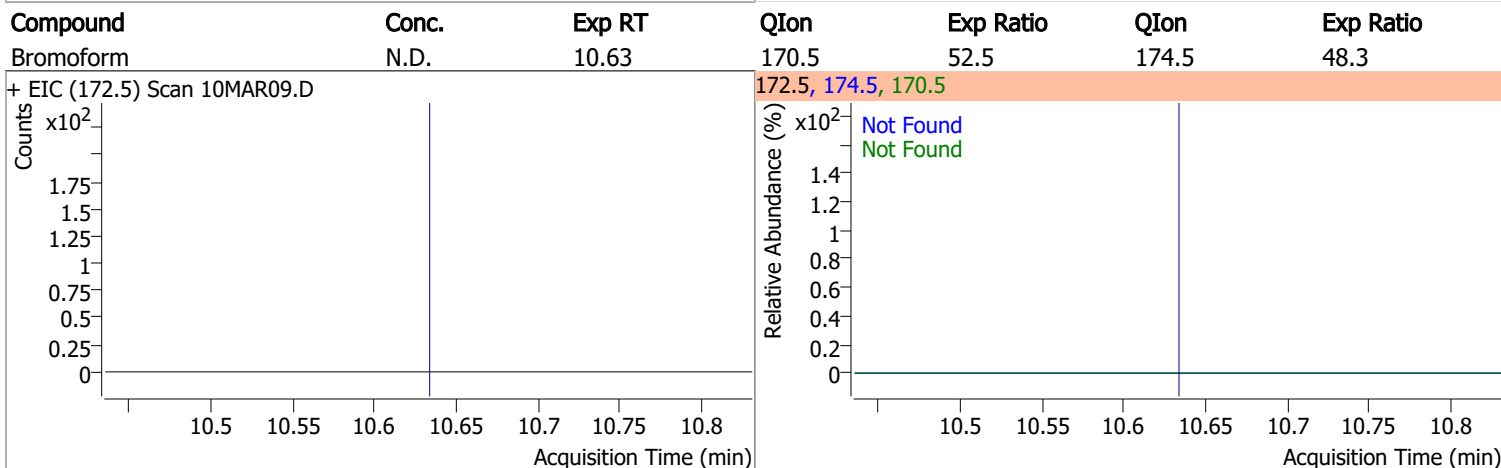 Compound Conc. Exp RT QIon Exp Ratio QIon Exp Ratio
Bromoform N.D. 10.63 170.5 52.5 174.5 48.3
+ EIC (172.5) Scan 10MAR09.D
Counts
x10²
1.75
1.5
1.25
1
0.75
0.5
0.25
0
10.5 10.55 10.6 10.65 10.7 10.75 10.8
Acquisition Time (min)
172.5, 174.5, 170.5
Relative Abundance (%)
x10²
Not Found
Not Found
1.4
1.2
1
0.8
0.6
0.4
0.2
0
10.5 10.55 10.6 10.65 10.7 10.75 10.8
Acquisition Time (min)